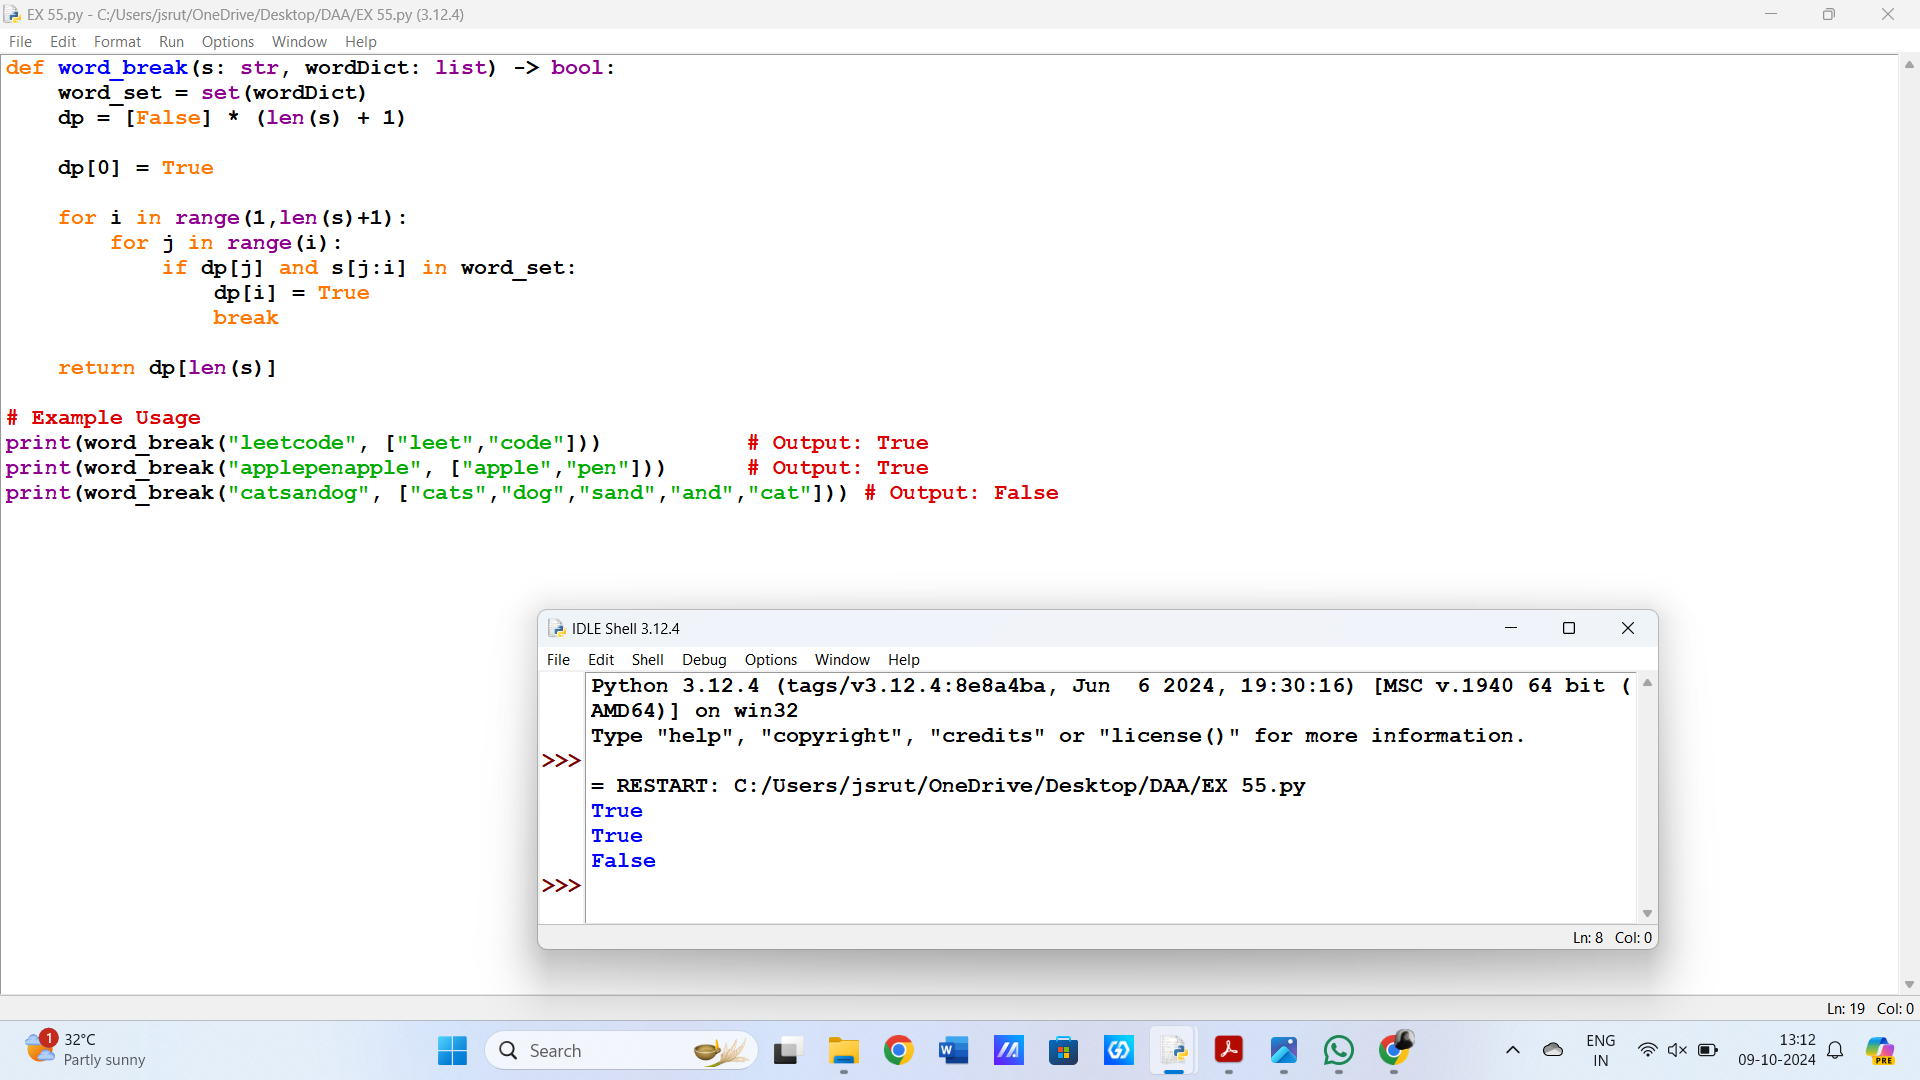 EX 55.py - C:/Users/jsrut/OneDrive/Desktop/DAA/EX 55.py (3.12.4)
File Edit Format Run Options Window Help
def word_break(s: str, wordDict: list) -> bool:
    word_set = set(wordDict)
    dp = [False] * (len(s) + 1)
    dp[0] = True
    for i in range(1,len(s)+1):
        for j in range(i):
            if dp[j] and s[j:i] in word_set:
                dp[i] = True
                break
    return dp[len(s)]
# Example Usage
print(word_break("leetcode", ["leet","code"]))           # Output: True
print(word_break("applepenapple", ["apple","pen"]))      # Output: True
print(word_break("catsandog", ["cats","dog","sand","and","cat"])) # Output: False
IDLE Shell 3.12.4
File Edit Shell Debug Options Window Help
Python 3.12.4 (tags/v3.12.4:8e8a4ba, Jun  6 2024, 19:30:16) [MSC v.1940 64 bit (
AMD64)] on win32
Type "help", "copyright", "credits" or "license()" for more information.
>>>
= RESTART: C:/Users/jsrut/OneDrive/Desktop/DAA/EX 55.py
True
True
False
>>>
Ln: 8 Col: 0
Ln: 19 Col: 0
1
32°C
Partly sunny
Search
W
ENG
IN
13:12
09-10-2024
PRE